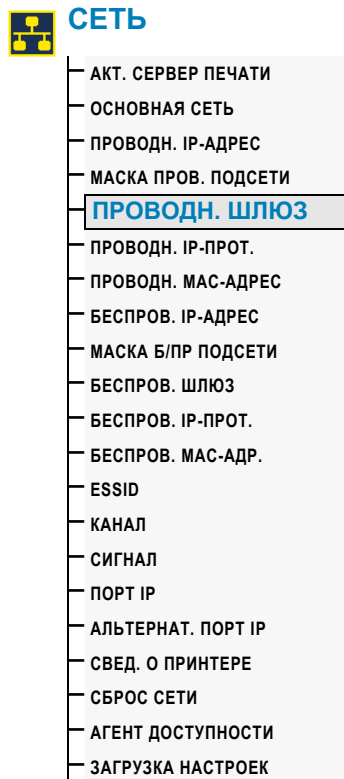 СЕТЬ
АКТ. СЕРВЕР ПЕЧАТИ
ОСНОВНАЯ СЕТЬ
ПРОВОДН. IP-АДРЕС
МАСКА ПРОВ. ПОДСЕТИ
ПРОВОДН. ШЛЮЗ
ПРОВОДН. IP-ПРОТ.
ПРОВОДН. MAC-АДРЕС
БЕСПРОВ. IP-АДРЕС
МАСКА Б/ПР ПОДСЕТИ
БЕСПРОВ. ШЛЮЗ
БЕСПРОВ. IP-ПРОТ.
БЕСПРОВ. MAC-АДР.
ESSID
КАНАЛ
СИГНАЛ
ПОРТ IP
АЛЬТЕРНАТ. ПОРТ IP
СВЕД. О ПРИНТЕРЕ
СБРОС СЕТИ
АГЕНТ ДОСТУПНОСТИ
ЗАГРУЗКА НАСТРОЕК